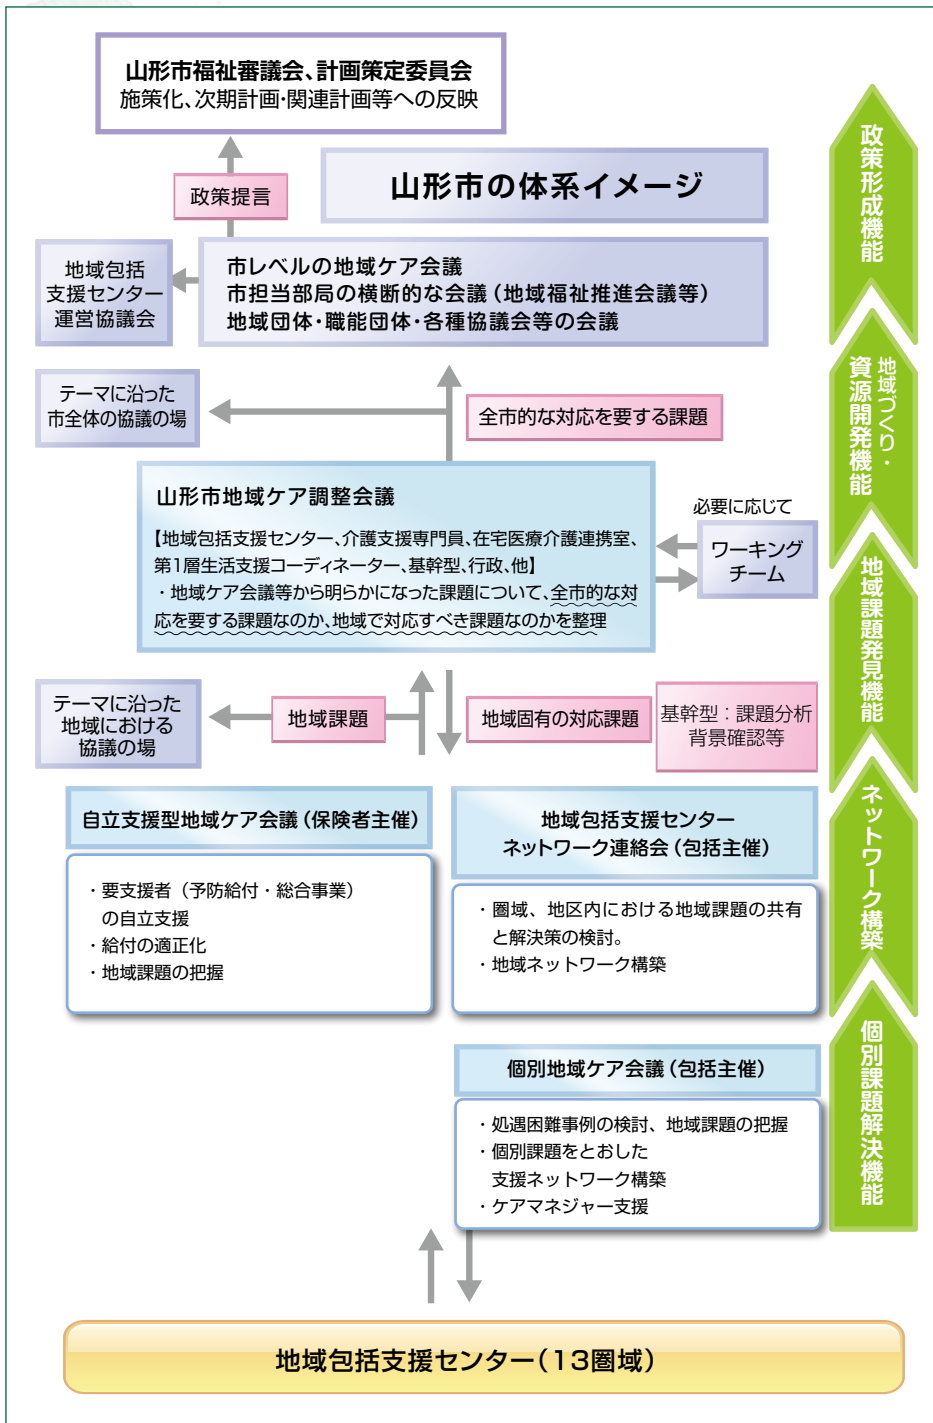 山形市福祉審議会、計画策定委員会
施策化、次期計画・関連計画等への反映
政策提言
山形市の体系イメージ
地域包括
支援センター
運営協議会
市レベルの地域ケア会議
市担当部局の横断的な会議（地域福祉推進会議等）
地域団体・職能団体・各種協議会等の会議
テーマに沿った
市全体の協議の場
全市的な対応を要する課題
山形市地域ケア調整会議
【地域包括支援センター、介護支援専門員、在宅医療介護連携室、
第1層生活支援コーディネーター、基幹型、行政、他】
・地域ケア会議等から明らかになった課題について、全市的な対
応を要する課題なのか、地域で対応すべき課題なのかを整理
必要に応じて
ワーキング
チーム
テーマに沿った
地域における
協議の場
地域課題
地域固有の対応課題
基幹型：課題分析
背景確認等
自立支援型地域ケア会議（保険者主催）
・要支援者（予防給付・総合事業）
の自立支援
・給付の適正化
・地域課題の把握
地域包括支援センター
ネットワーク連絡会（包括主催）
・圏域、地区内における地域課題の共有
と解決策の検討。
・地域ネットワーク構築
個別地域ケア会議（包括主催）
・処遇困難事例の検討、地域課題の把握
・個別課題をとおした
支援ネットワーク構築
・ケアマネジャー支援
地域包括支援センター（13圏域）
政策形成機能
地域づくり・
資源開発機能
地域課題発見機能
ネットワーク構築
個別課題解決機能